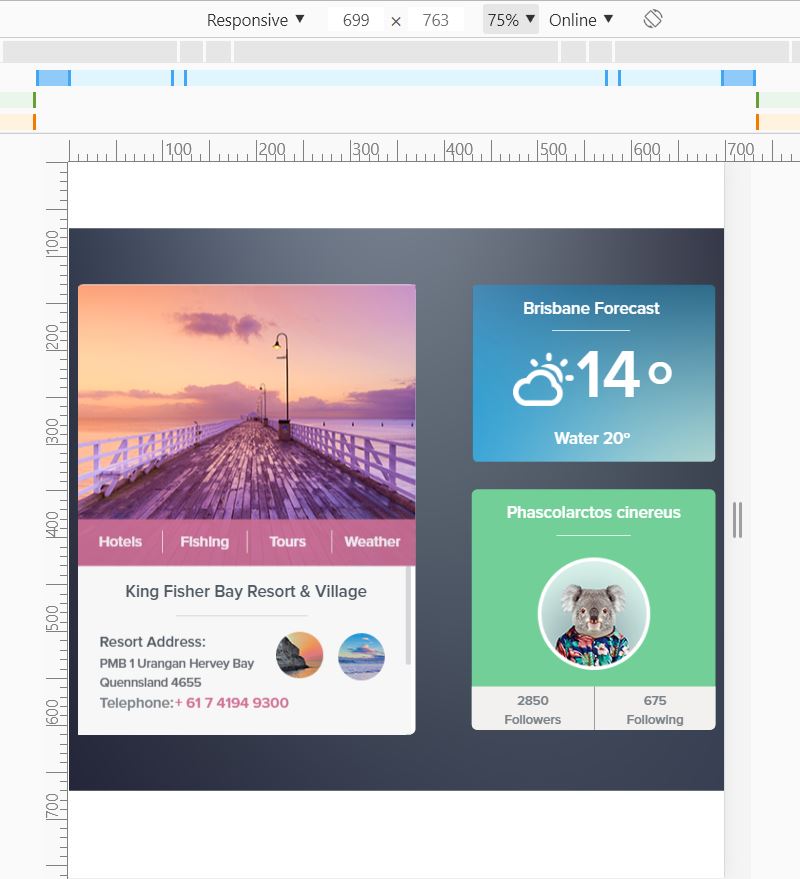 Responsive ▼ 699 × 763 75% ▼ Online ▼
100 200 300 400 500 600 700
100
200
300
400
500
600
700
Hotels Fishing Tours Weather
King Fisher Bay Resort & Village
Resort Address:
PMB 1 Urangan Hervey Bay
Quennsland 4655
Telephone:+ 61 7 4194 9300
Brisbane Forecast
14°
Water 20º
Phascolarctos cinereus
2850
Followers
675
Following